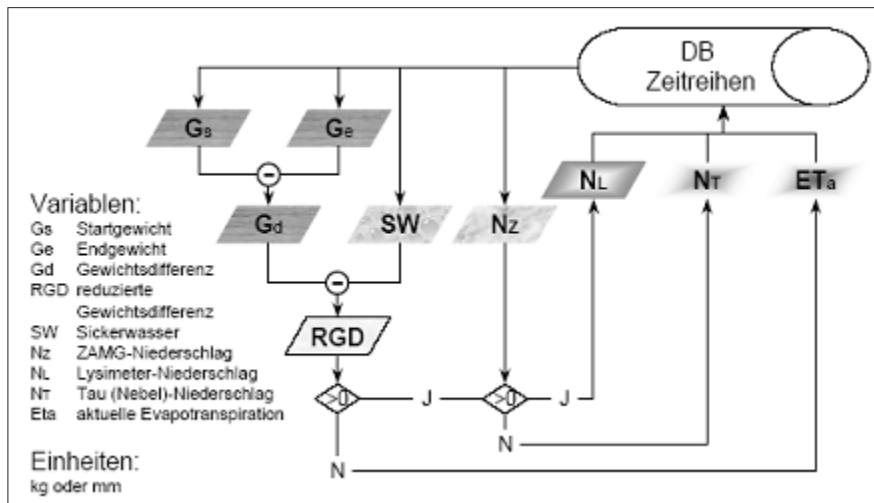 DB
Zeitreihen
Gs Ge
NL NT ETa
Gd SW Nz
RGD
>0 J >0 J
N
N
Variablen:
Gs Startgewicht
Ge Endgewicht
Gd Gewichtsdifferenz
RGD reduzierte
Gewichtsdifferenz
SW Sickerwasser
Nz ZAMG-Niederschlag
NL Lysimeter-Niederschlag
NT Tau (Nebel)-Niederschlag
Eta aktuelle Evapotranspiration
Einheiten:
kg oder mm